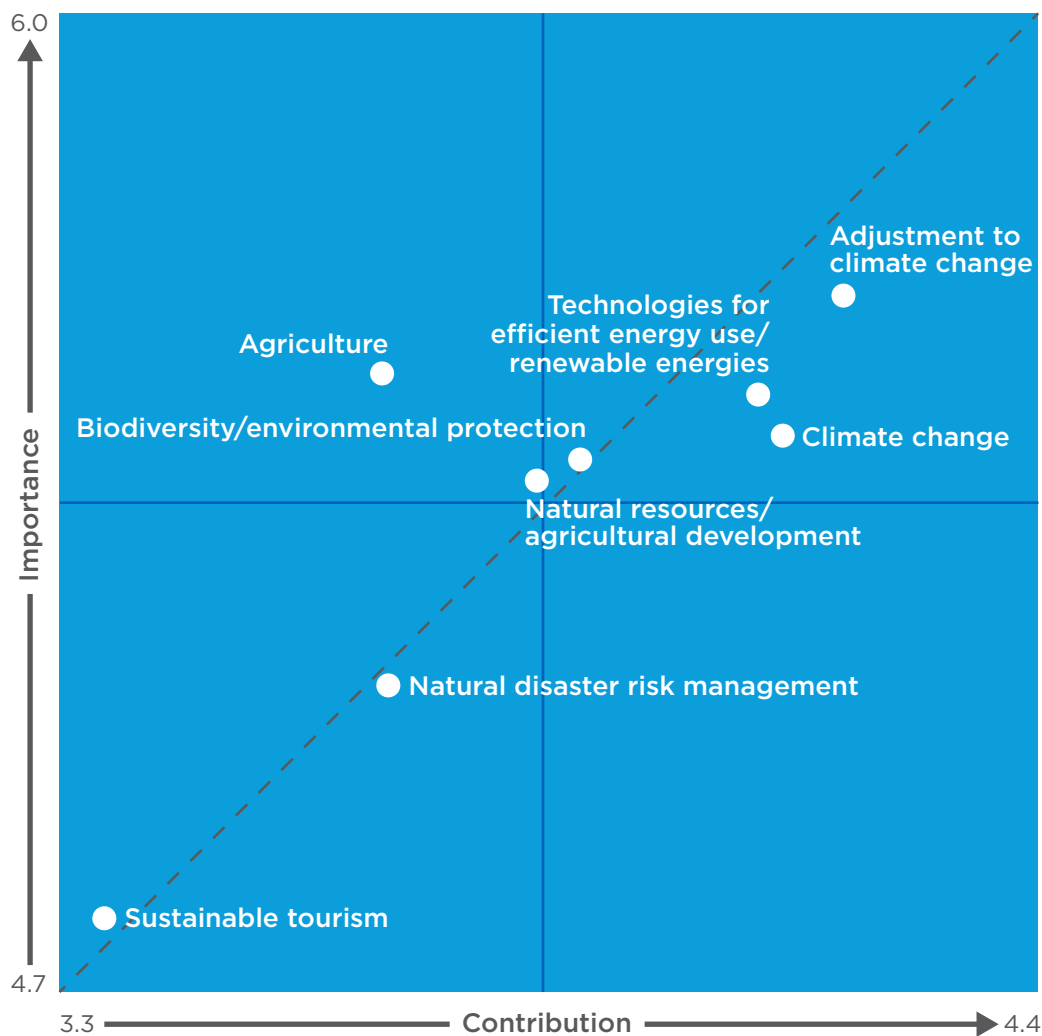 6.0
Adjustment to
climate change
Technologies for
efficient energy use/
renewable energies
Agriculture
Biodiversity/environmental protection
Climate change
Natural resources/
agricultural development
Importance
Natural disaster risk management
Sustainable tourism
4.7
3.3
Contribution
4.4